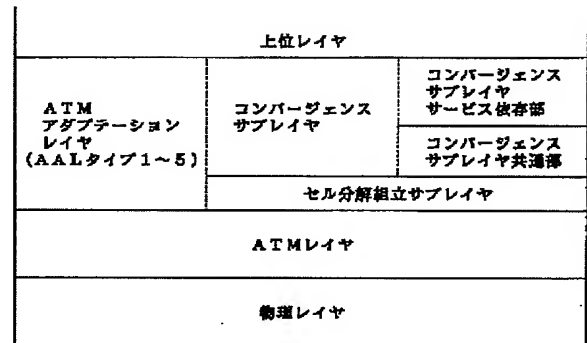 上位レイヤ
ATM
アダプテーション
レイヤ
(AALタイプ1～5)
コンバージェンス
サブレイヤ
コンバージェンス
サブレイヤ
サービス依存部
コンバージェンス
サブレイヤ共通部
セル分解組立サブレイヤ
ATMレイヤ
物理レイヤ